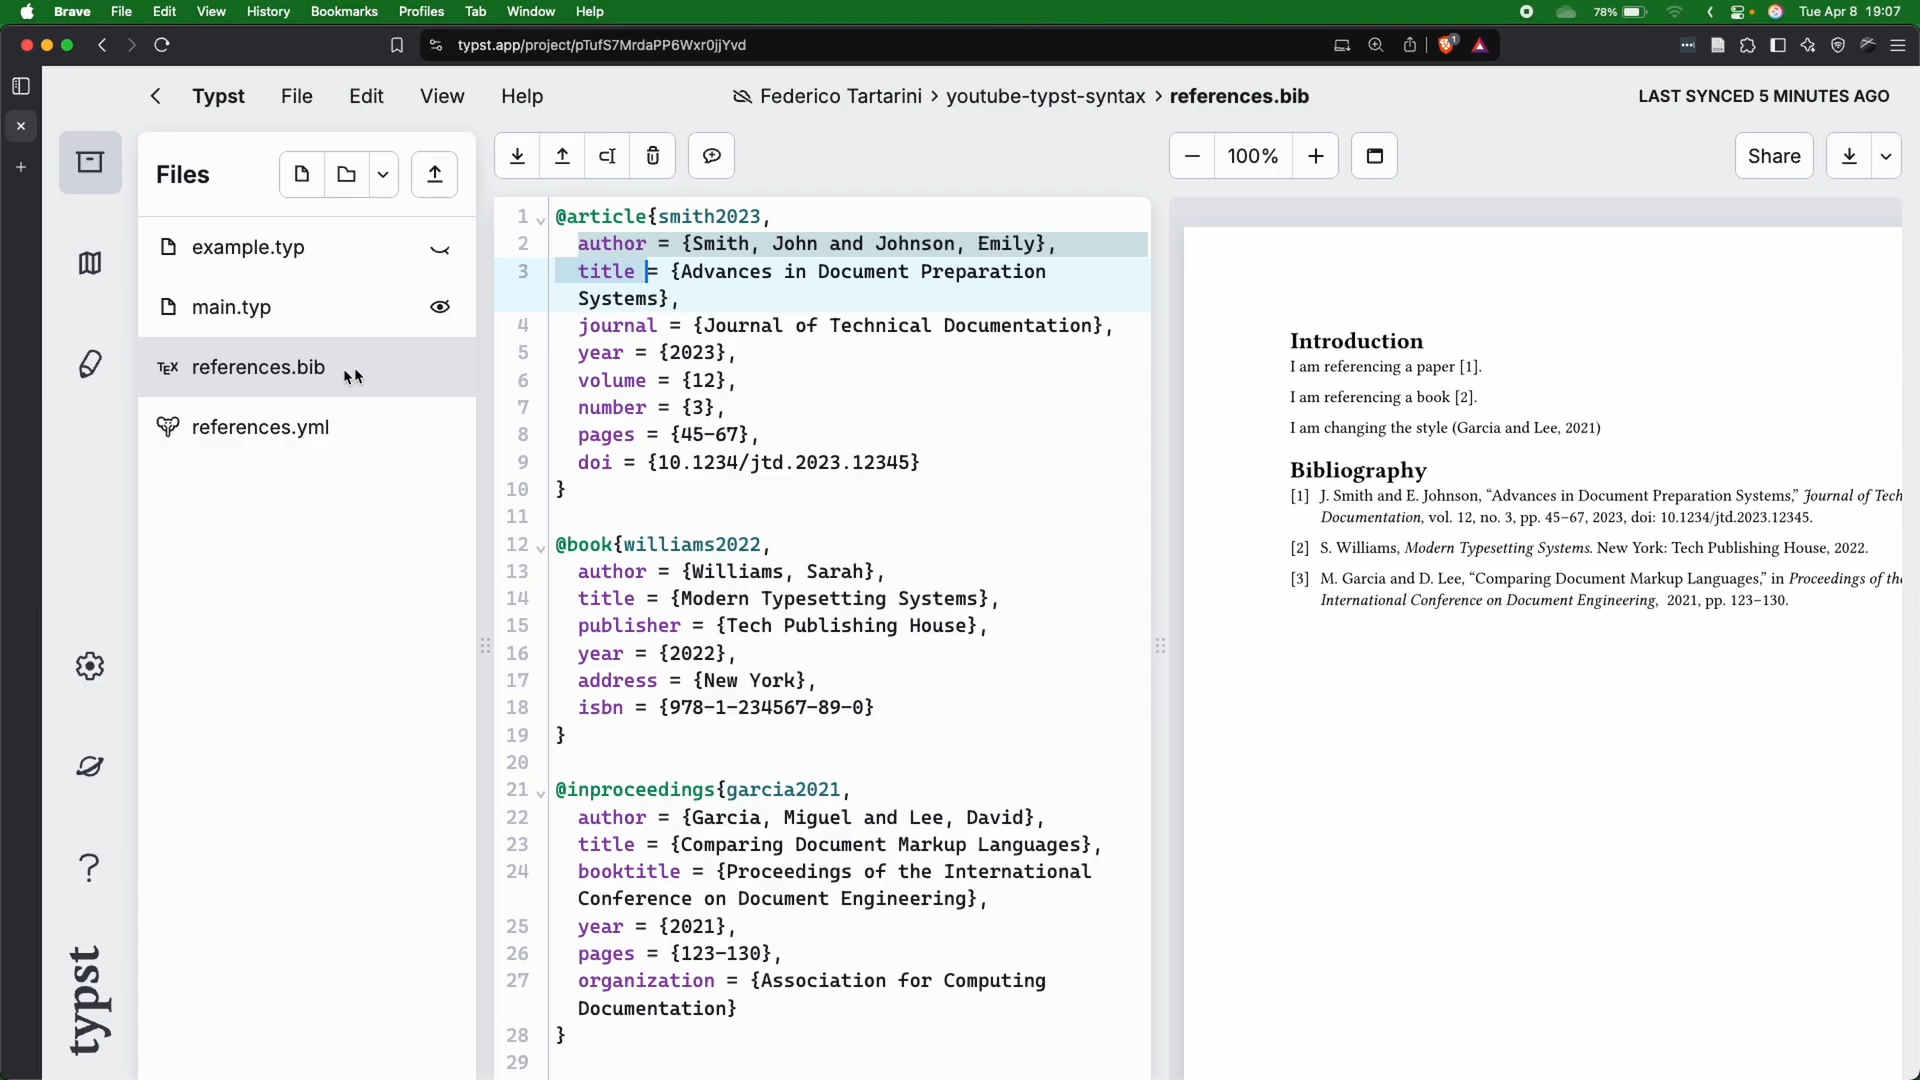 Brave File Edit View History Bookmarks Profiles Tab Window Help 78% Tue Apr 8 19:07
typst.app/project/pTufS7MrdaPP6Wxr0jjYvd 1
Typst File Edit View Help Federico Tartarini > youtube-typst-syntax > references.bib LAST SYNCED 5 MINUTES AGO
Files 100% Share
example.typ
main.typ
TEX references.bib
references.yml
typst
1 @article{smith2023,
2 author = {Smith, John and Johnson, Emily},
3 title = {Advances in Document Preparation
Systems},
4 journal = {Journal of Technical Documentation},
5 year = {2023},
6 volume = {12},
7 number = {3},
8 pages = {45-67},
9 doi = {10.1234/jtd.2023.12345}
10 }
11
12 @book{williams2022,
13 author = {Williams, Sarah},
14 title = {Modern Typesetting Systems},
15 publisher = {Tech Publishing House},
16 year = {2022},
17 address = {New York},
18 isbn = {978-1-234567-89-0}
19 }
20
21 @inproceedings{garcia2021,
22 author = {Garcia, Miguel and Lee, David},
23 title = {Comparing Document Markup Languages},
24 booktitle = {Proceedings of the International
Conference on Document Engineering},
25 year = {2021},
26 pages = {123-130},
27 organization = {Association for Computing
Documentation}
28 }
29
Introduction
I am referencing a paper [1].
I am referencing a book [2].
I am changing the style (Garcia and Lee, 2021)
Bibliography
[1] J. Smith and E. Johnson, “Advances in Document Preparation Systems,” Journal of Tech
Documentation, vol. 12, no. 3, pp. 45–67, 2023, doi: 10.1234/jtd.2023.12345.
[2] S. Williams, Modern Typesetting Systems. New York: Tech Publishing House, 2022.
[3] M. Garcia and D. Lee, “Comparing Document Markup Languages,” in Proceedings of the
International Conference on Document Engineering, 2021, pp. 123–130.